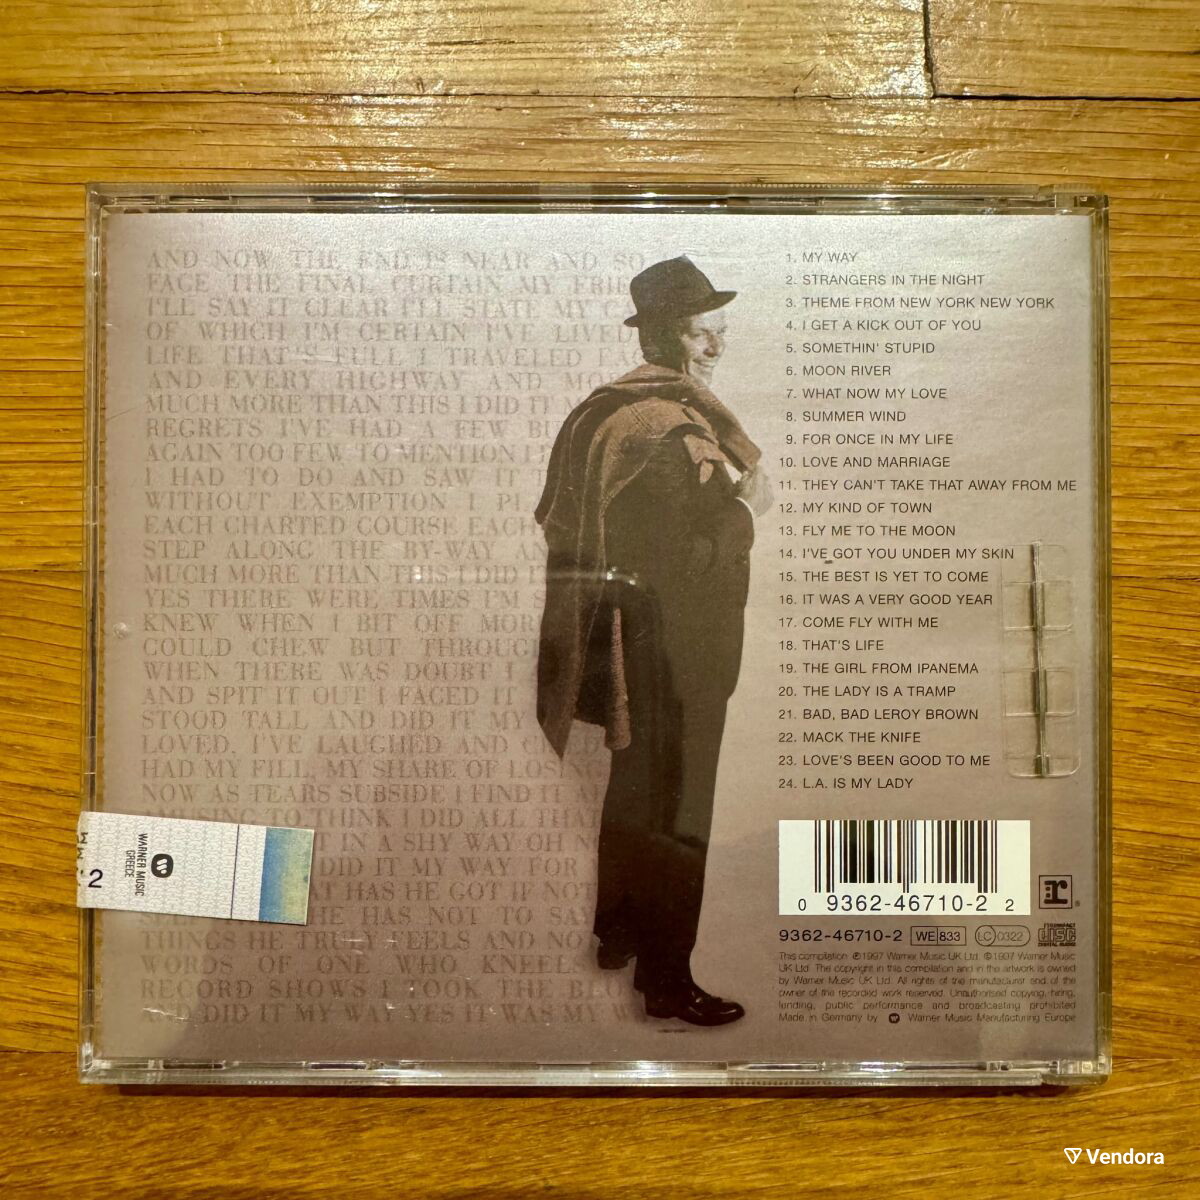 AND NOW THE END IS NEAR AND SO
FACE THE FINAL CURTAIN MY FRIE
I'LL SAY IT CLEAR I'LL STATE MY CA
OF WHICH I'M CERTAIN I'VE LIVED
LIFE THAT'S FULL I TRAVELED EAC
AND EVERY HIGHWAY AND MOR
MUCH MORE THAN THIS I DID IT M
REGRETS I'VE HAD A FEW BU
AGAIN TOO FEW TO MENTION I
I HAD TO DO AND SAW IT T
WITHOUT EXEMPTION I PL
EACH CHARTED COURSE EACH
STEP ALONG THE BY-WAY AN
MUCH MORE THAN THIS I DID I
YES THERE WERE TIMES I'M S
KNEW WHEN I BIT OFF MOR
COULD CHEW BUT THROUGH
WHEN THERE WAS DOUBT I
AND SPIT IT OUT I FACED IT
STOOD TALL AND DID IT MY
LOVED, I'VE LAUGHED AND CRIED
HAD MY FILL, MY SHARE OF LOSING
NOW AS TEARS SUBSIDE I FIND IT AL
TO THINK I DID ALL THAT
IN A SHY WAY OH
DID IT MY WAY FOR
HAS HE GOT IF NOT
HE HAS NOT TO SAY
THINGS HE TRULY FEELS AND NO
WORDS OF ONE WHO KNEELS
RECORD SHOWS I TOOK THE BLO
AND DID IT MY WAY YES IT WAS MY W
1. MY WAY
2. STRANGERS IN THE NIGHT
3. THEME FROM NEW YORK NEW YORK
4. I GET A KICK OUT OF YOU
5. SOMETHIN' STUPID
6. MOON RIVER
7. WHAT NOW MY LOVE
8. SUMMER WIND
9. FOR ONCE IN MY LIFE
10. LOVE AND MARRIAGE
11. THEY CAN'T TAKE THAT AWAY FROM ME
12. MY KIND OF TOWN
13. FLY ME TO THE MOON
14. I'VE GOT YOU UNDER MY SKIN
15. THE BEST IS YET TO COME
16. IT WAS A VERY GOOD YEAR
17. COME FLY WITH ME
18. THAT'S LIFE
19. THE GIRL FROM IPANEMA
20. THE LADY IS A TRAMP
21. BAD, BAD LEROY BROWN
22. MACK THE KNIFE
23. LOVE'S BEEN GOOD TO ME
24. L.A. IS MY LADY
2
WARNER MUSIC
GREECE
0 9362-46710-2 2
r
9362-46710-2 WE 833 LC 0322 COMPACT disc DIGITAL AUDIO
This compilation ℗1997 Warner Music UK Ltd. ©1997 Warner Music
UK Ltd. The copyright in this compilation and in the artwork is owned
by Warner Music UK Ltd. All rights of the manufacturer and of the
owner of the recorded work reserved. Unauthorised copying, hiring,
lending, public performance and broadcasting prohibited
Made in Germany by Warner Music Manufacturing Europe
Vendora